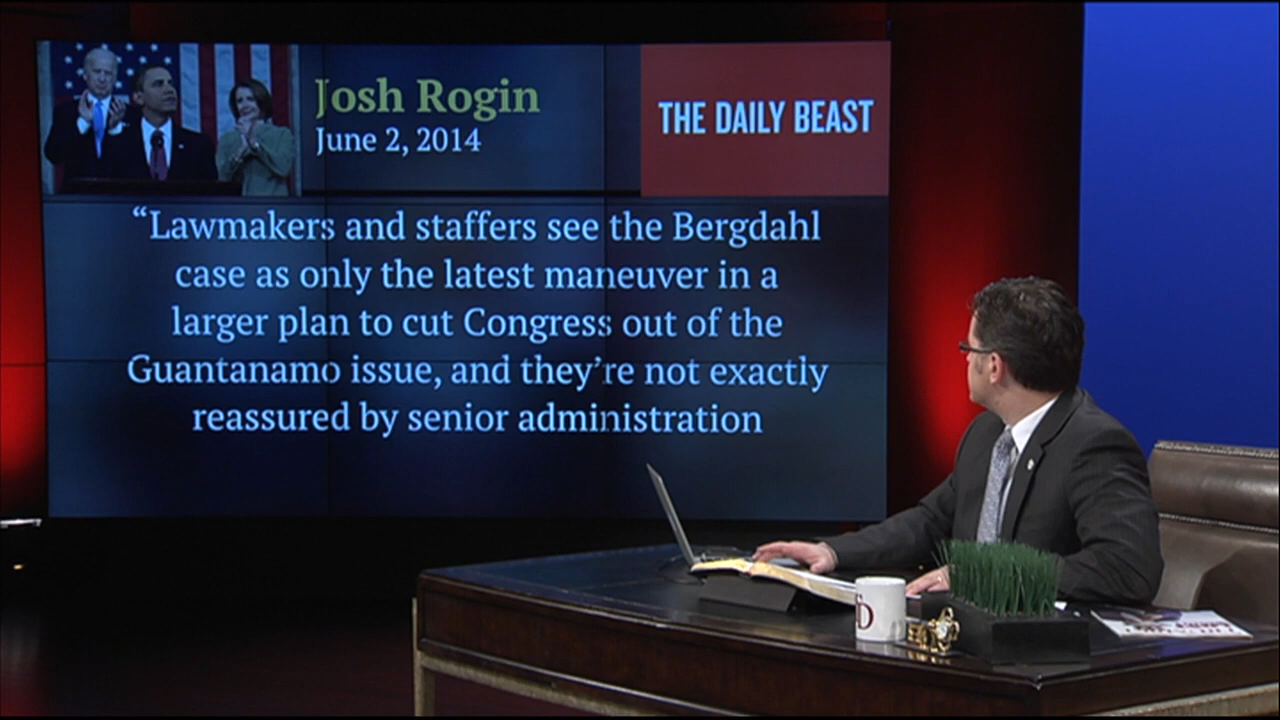 Josh Rogin
June 2, 2014
THE DAILY BEAST
“Lawmakers and staffers see the Bergdahl
case as only the latest maneuver in a
larger plan to cut Congress out of the
Guantanamo issue, and they’re not exactly
reassured by senior administration